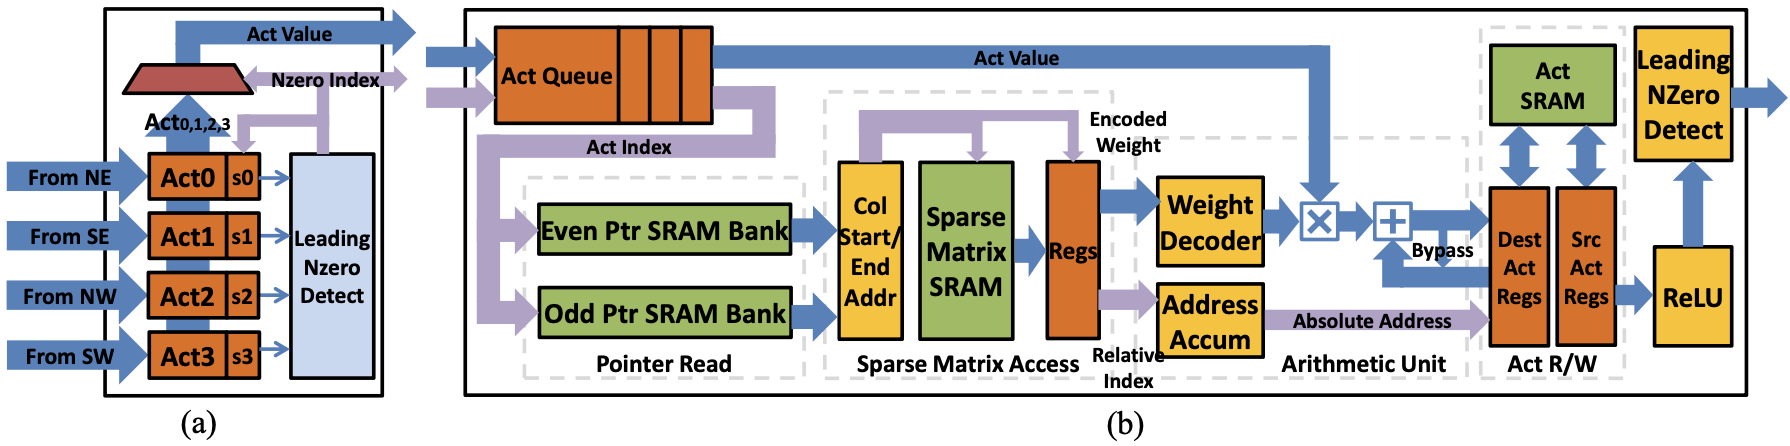 Act Value
Nzero Index
Act0,1,2,3
From NE
Act0
s0
From SE
Act1
s1
From NW
Act2
s2
From SW
Act3
s3
Leading
Nzero
Detect
(a)
Act Queue
Act Value
Act Index
Even Ptr SRAM Bank
Odd Ptr SRAM Bank
Pointer Read
Col
Start/
End
Addr
Sparse
Matrix
SRAM
Regs
Sparse Matrix Access
Encoded
Weight
Relative
Index
Weight
Decoder
Address
Accum
×
+
Bypass
Absolute Address
Arithmetic Unit
Act
SRAM
Dest
Act
Regs
Src
Act
Regs
Act R/W
Leading
NZero
Detect
ReLU
(b)